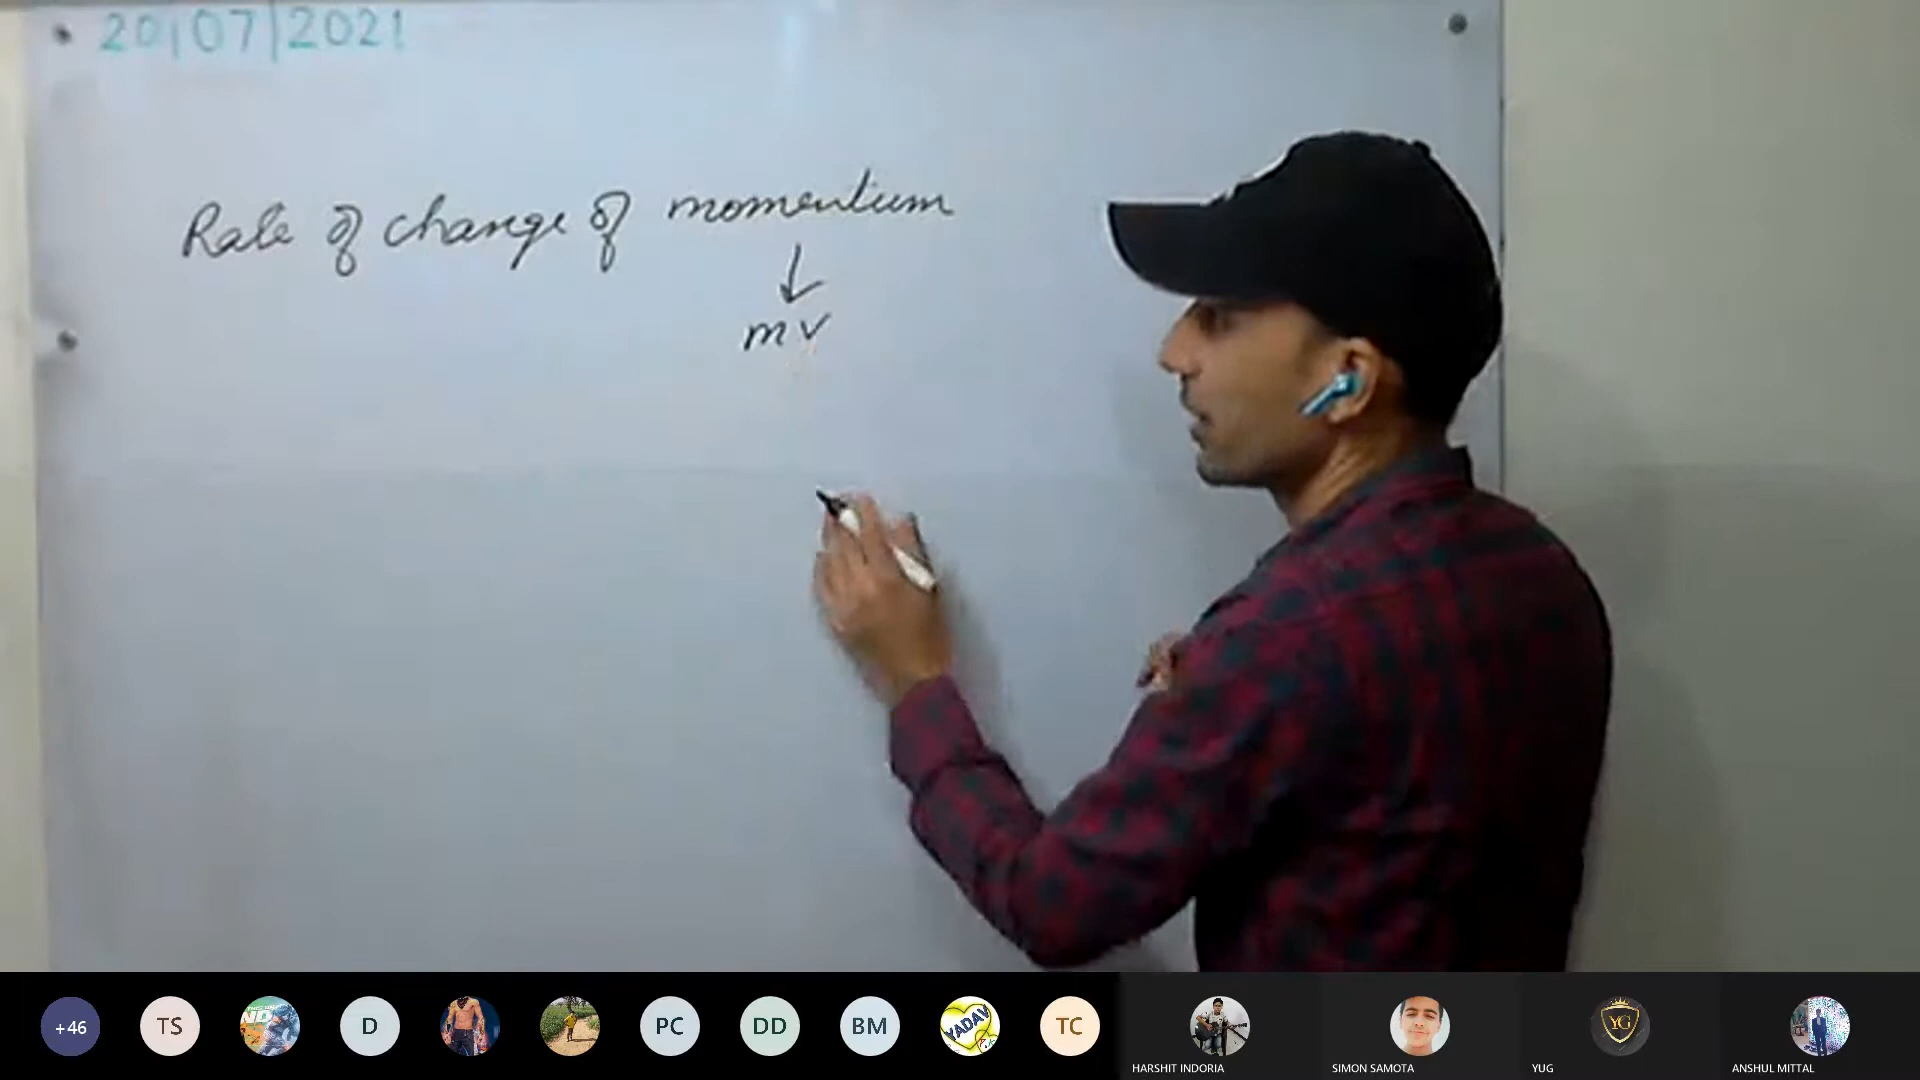 20/07/2021
Rate of change of momentum
↓
mv
+46
TS
D
PC
DD
BM
YADAV
TC
YG
HARSHIT INDORIA
SIMON SAMOTA
YUG
ANSHUL MITTAL